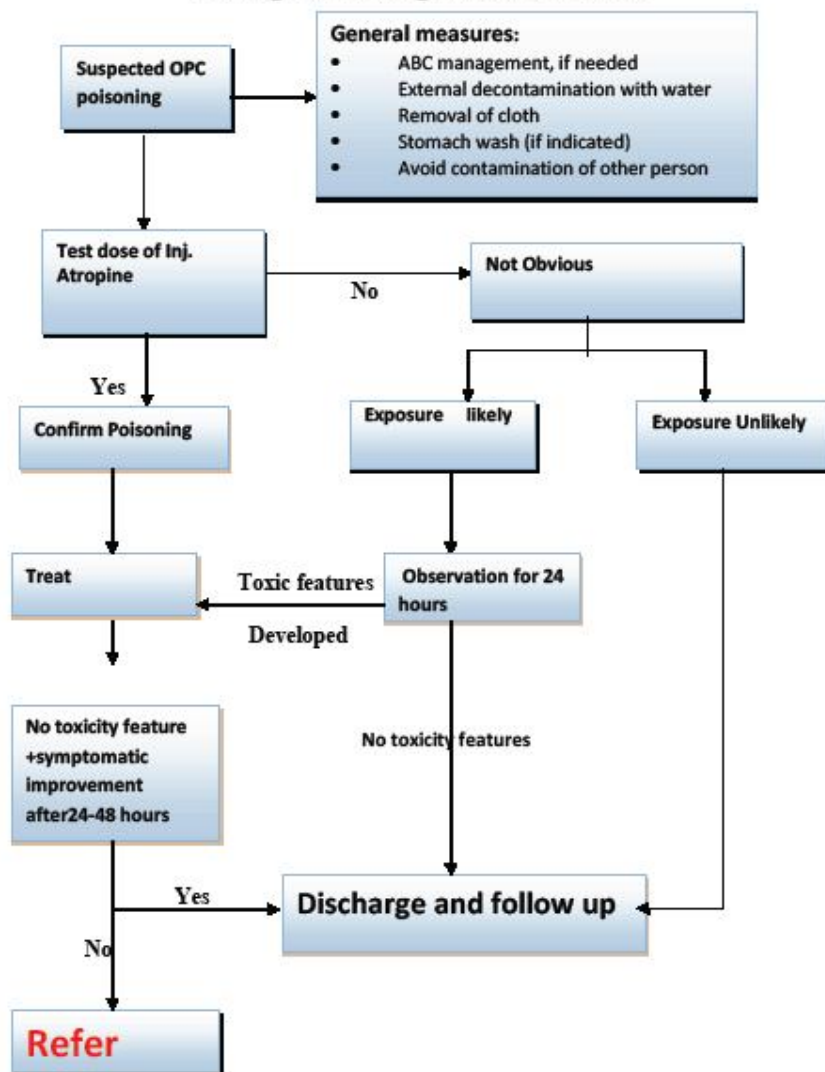 Suspected OPC
poisoning
General measures:
• ABC management, if needed
• External decontamination with water
• Removal of cloth
• Stomach wash (if indicated)
• Avoid contamination of other person
Test dose of Inj.
Atropine
No
Not Obvious
Yes
Confirm Poisoning
Exposure likely
Exposure Unlikely
Treat
Toxic features
Developed
Observation for 24
hours
No toxicity feature
+symptomatic
improvement
after24-48 hours
No toxicity features
Yes
Discharge and follow up
No
Refer